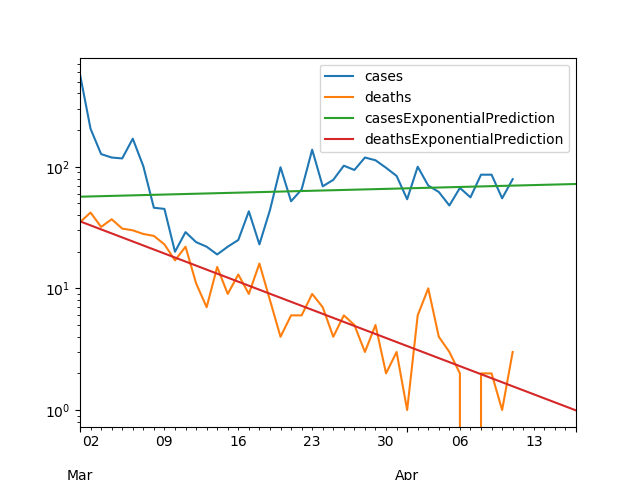 cases
deaths
casesExponentialPrediction
deathsExponentialPrediction
10²
10¹
10⁰
02 09 16 23 30 06 13
Mar Apr